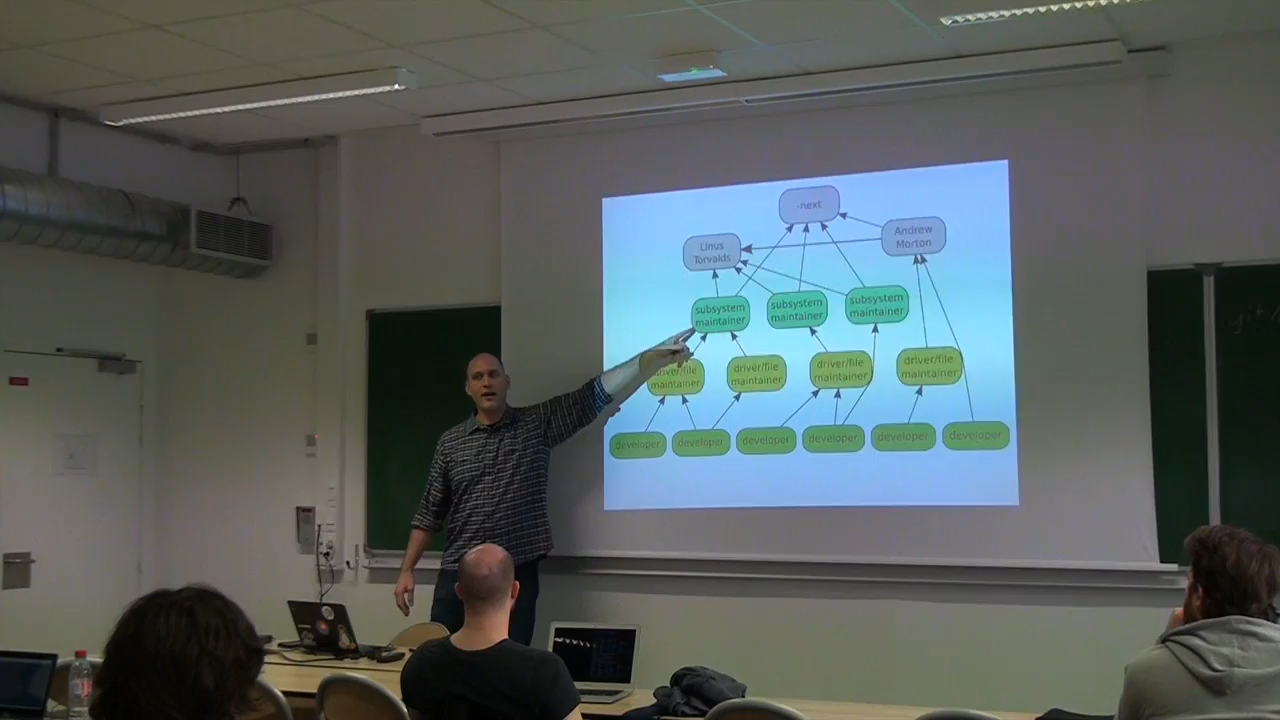 -next
Linus
Torvalds
Andrew
Morton
subsystem
maintainer
subsystem
maintainer
subsystem
maintainer
driver/file
maintainer
driver/file
maintainer
driver/file
maintainer
driver/file
maintainer
developer
developer
developer
developer
developer
developer